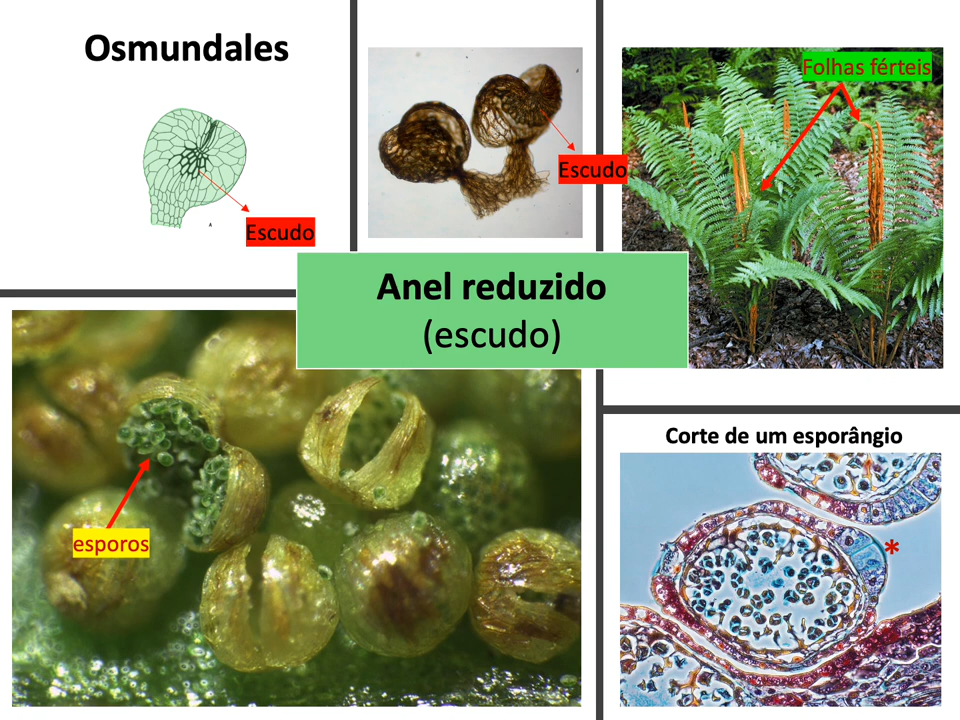 Osmundales
Escudo
A
Escudo
Folhas férteis
Anel reduzido
(escudo)
esporos
Corte de um esporângio
*